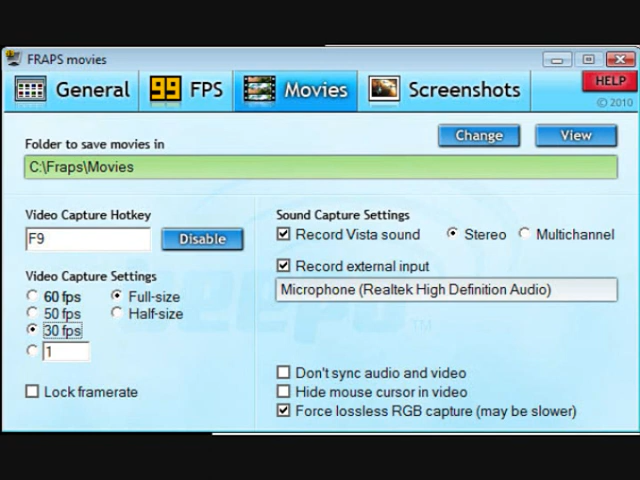 FRAPS movies
General
99 FPS
Movies
Screenshots
HELP
© 2010
Folder to save movies in
Change
View
C:\Fraps\Movies
Video Capture Hotkey
F9
Disable
Video Capture Settings
60 fps
Full-size
50 fps
Half-size
30 fps
1
Lock framerate
Sound Capture Settings
Record Vista sound
Stereo
Multichannel
Record external input
Microphone (Realtek High Definition Audio)
Don't sync audio and video
Hide mouse cursor in video
Force lossless RGB capture (may be slower)
beepa
TM